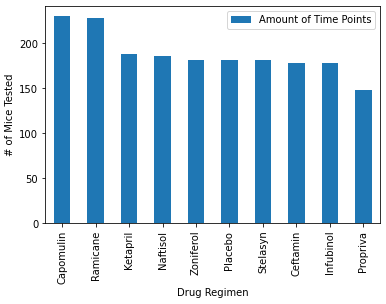 Amount of Time Points
200
150
100
50
0
# of Mice Tested
Capomulin
Ramicane
Ketapril
Naftisol
Zoniferol
Placebo
Stelasyn
Ceftamin
Infubinol
Propriva
Drug Regimen